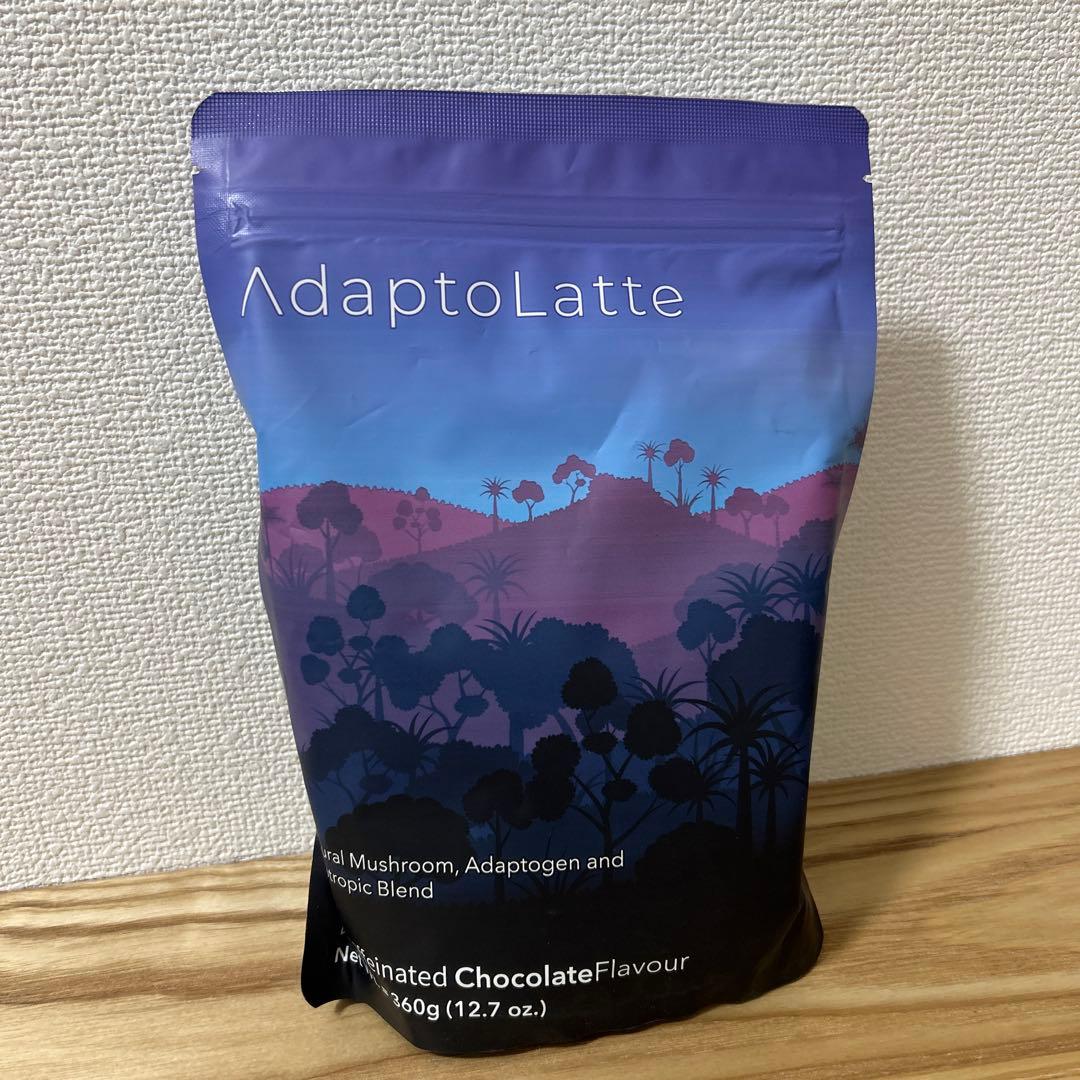 AdaptoLatte
Mushroom, Adaptogen and
Blend
Chocolate Flavour
360g (12.7 oz.)